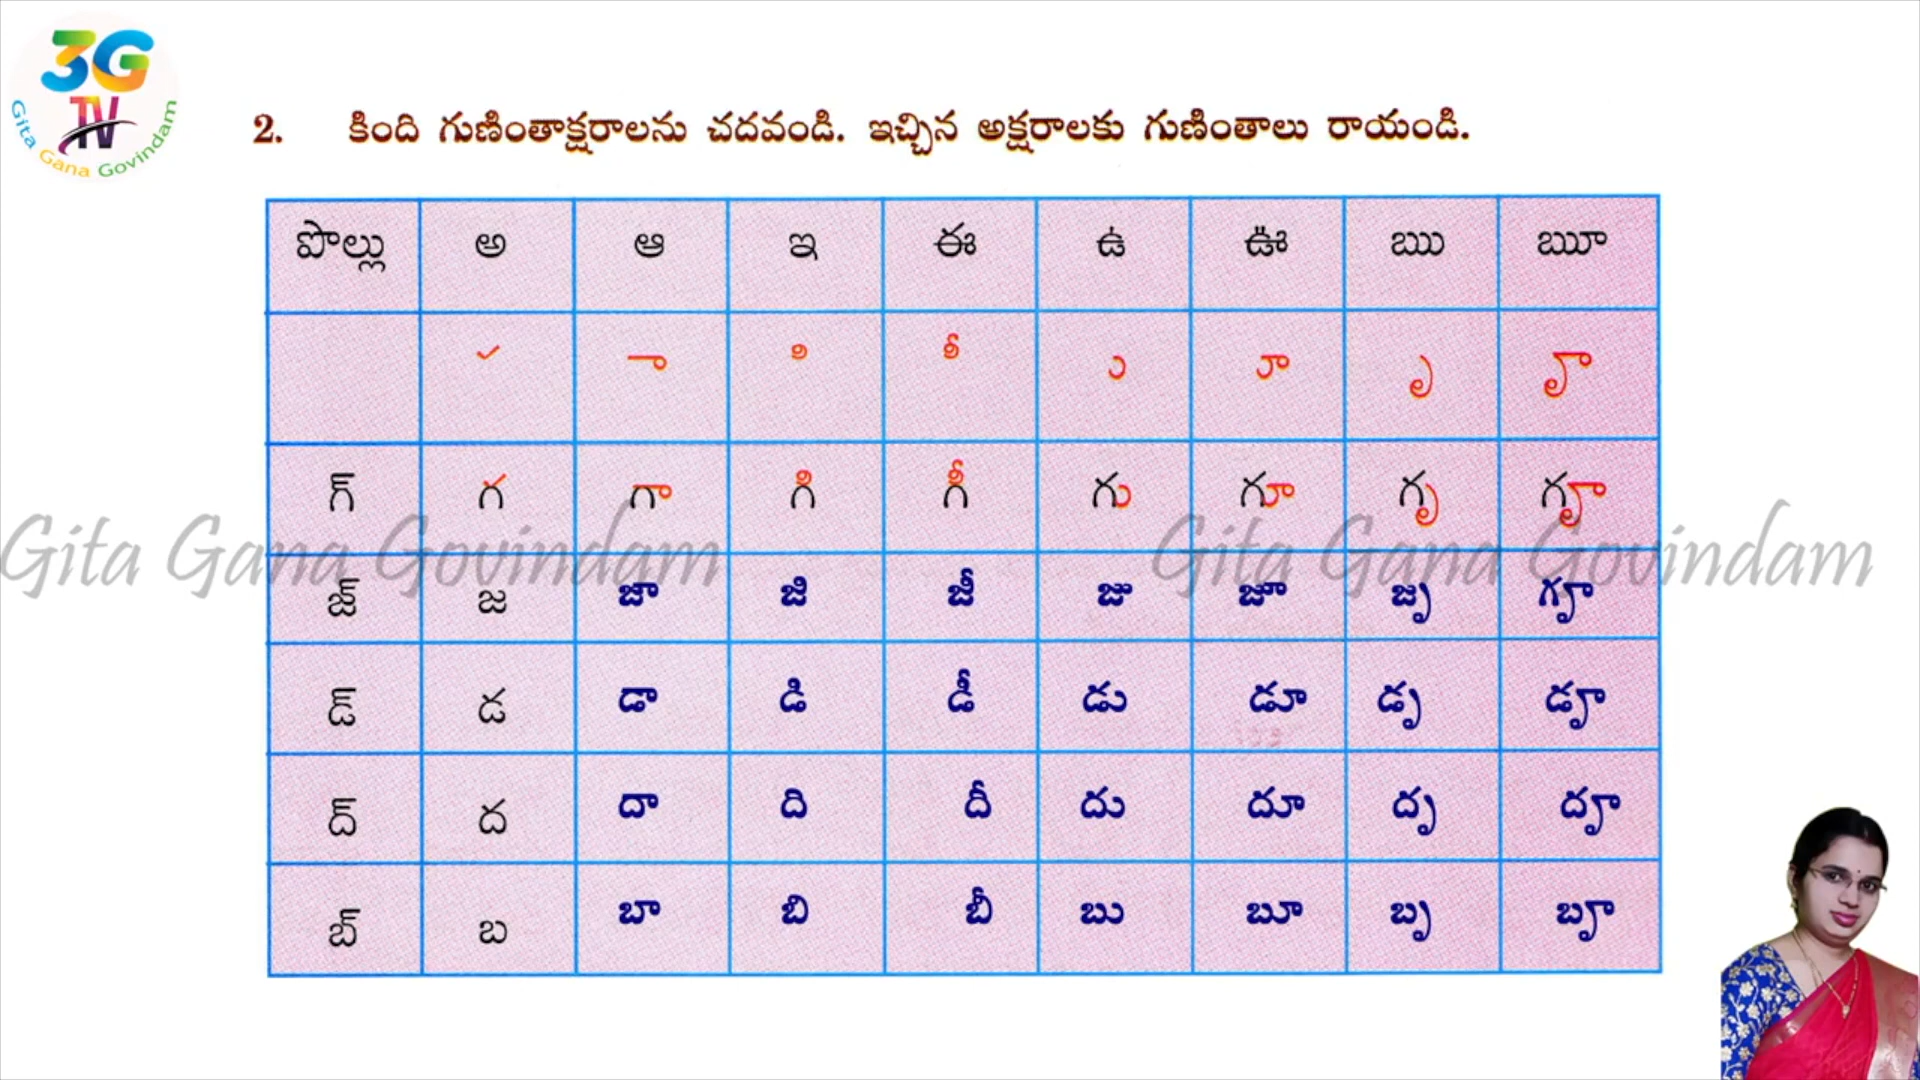 3G
TV
Gita Gana Govindam
2. కింది గుణింతాక్షరాలను చదవండి. ఇచ్చిన అక్షరాలకు గుణింతాలు రాయండి.
పొల్లు అ ఆ ఇ ఈ ఉ ఊ ఋ ౠ
ా ి ీ ు ూ ృ ౄ
గ్ గ గా గి గీ గు గూ గృ గౄ
Gita Gana Govindam Gita Gana Govindam
జ్ జ జా జి జీ జు జూ జృ గౄ
డ్ డ డా డి డీ డు డూ డృ డౄ
ద్ ద దా ది దీ దు దూ దృ దౄ
బ్ బ బా బి బీ బు బూ బృ బౄ